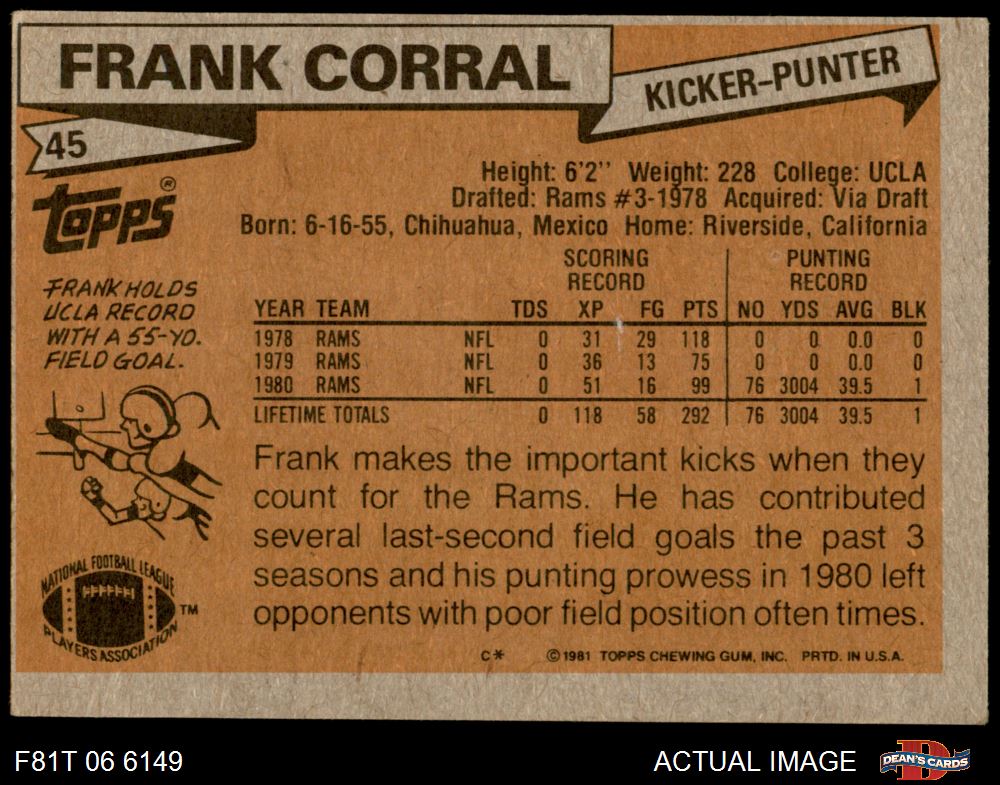 FRANK CORRAL
KICKER-PUNTER
45
Topps®
Height: 6'2'' Weight: 228 College: UCLA
Drafted: Rams #3-1978 Acquired: Via Draft
Born: 6-16-55, Chihuahua, Mexico Home: Riverside, California
FRANK HOLDS
UCLA RECORD
WITH A 55-YD.
FIELD GOAL.
SCORING PUNTING
RECORD RECORD
YEAR TEAM TDS XP FG PTS NO YDS AVG BLK
1978 RAMS NFL 0 31 29 118 0 0 0.0 0
1979 RAMS NFL 0 36 13 75 0 0 0.0 0
1980 RAMS NFL 0 51 16 99 76 3004 39.5 1
LIFETIME TOTALS 0 118 58 292 76 3004 39.5 1
Frank makes the important kicks when they
count for the Rams. He has contributed
several last-second field goals the past 3
seasons and his punting prowess in 1980 left
opponents with poor field position often times.
NATIONAL FOOTBALL LEAGUE
PLAYERS ASSOCIATION
TM
C* ©1981 TOPPS CHEWING GUM, INC. PRTD. IN U.S.A.
F81T 06 6149
ACTUAL IMAGE
D
DEAN'S CARDS